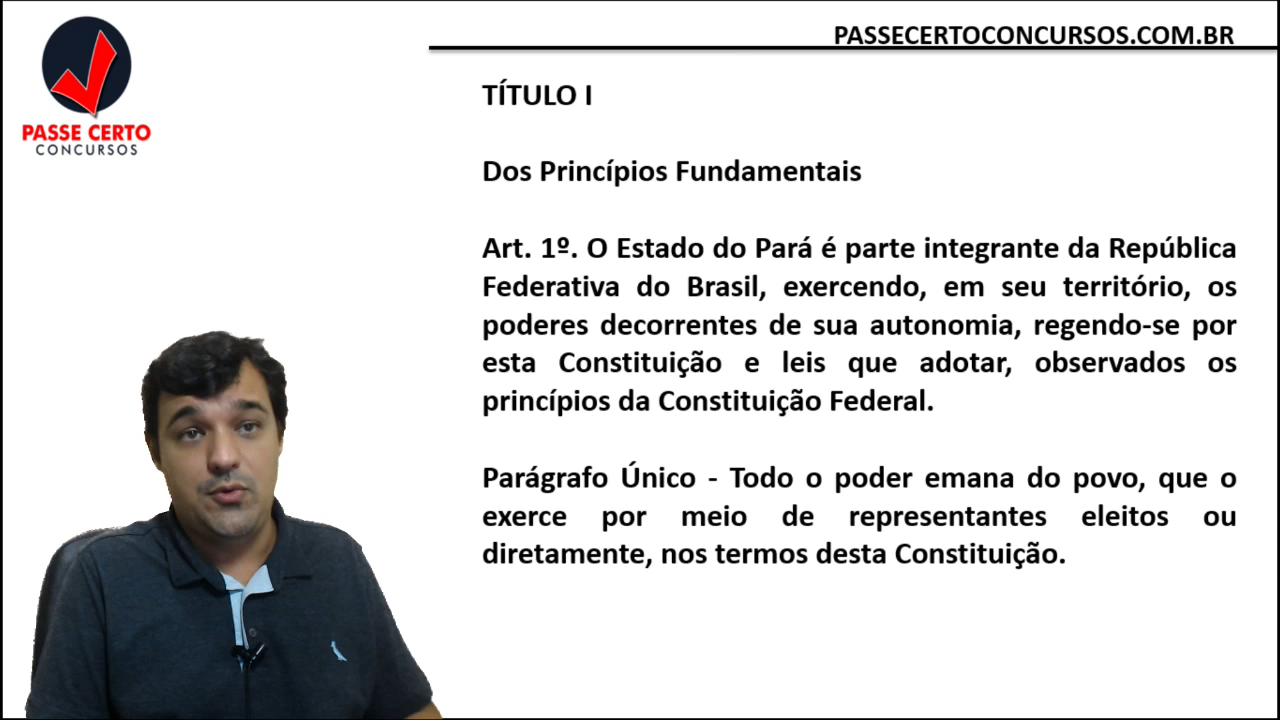 PASSECERTOCONCURSOS.COM.BR
PASSE CERTO
CONCURSOS
TÍTULO I
Dos Princípios Fundamentais
Art. 1º. O Estado do Pará é parte integrante da República
Federativa do Brasil, exercendo, em seu território, os
poderes decorrentes de sua autonomia, regendo-se por
esta Constituição e leis que adotar, observados os
princípios da Constituição Federal.
Parágrafo Único - Todo o poder emana do povo, que o
exerce por meio de representantes eleitos ou
diretamente, nos termos desta Constituição.